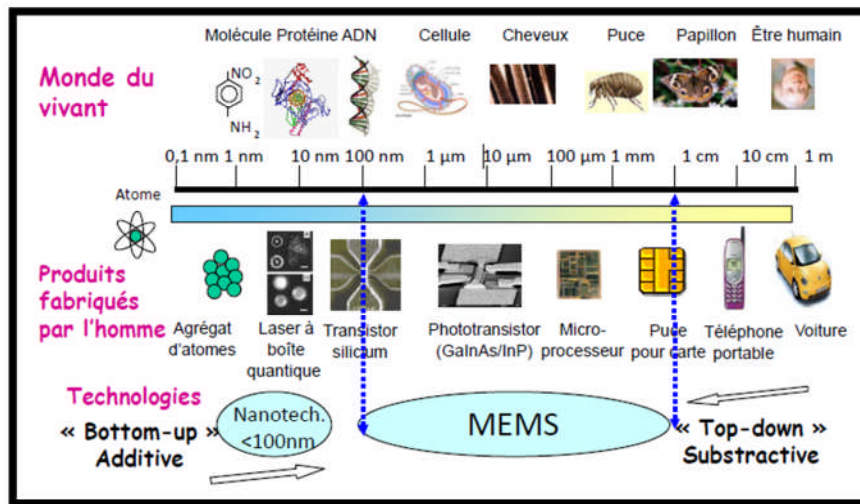 Molécule Protéine ADN Cellule Cheveux Puce Papillon Être humain
Monde du
vivant
NO2
NH2
0,1 nm 1 nm 10 nm 100 nm 1 µm 10 µm 100 µm 1 mm 1 cm 10 cm 1 m
Atome
Produits
fabriqués
par l'homme
Agrégat
d'atomes
Laser à
boîte
quantique
Transistor
silicium
Phototransistor
(GaInAs/InP)
Micro-
processeur
Puce
pour carte
Téléphone
portable
Voiture
Technologies
« Bottom-up »
Additive
Nanotech.
<100nm
MEMS
« Top-down »
Substractive